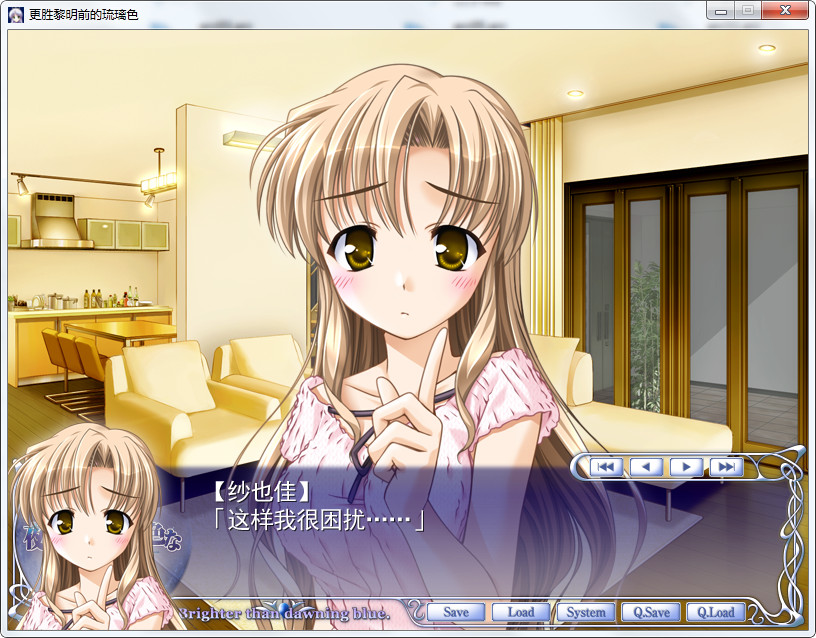 更胜黎明前的琉璃色
【纱也佳】
「这样我很困扰……」
Brighter than dawning blue.
Save
Load
System
Q.Save
Q.Load